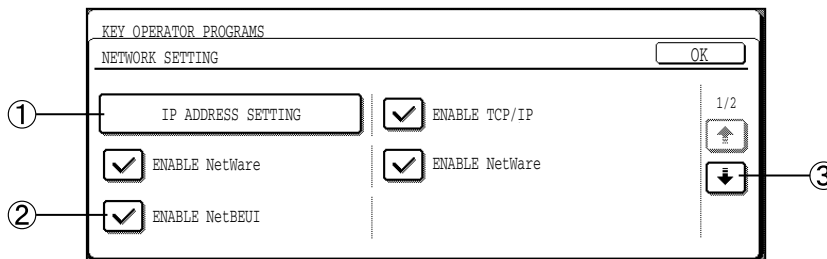 KEY OPERATOR PROGRAMS
NETWORK SETTING
OK
1 IP ADDRESS SETTING
ENABLE TCP/IP
1/2
ENABLE NetWare
ENABLE NetWare
3
2 ENABLE NetBEUI